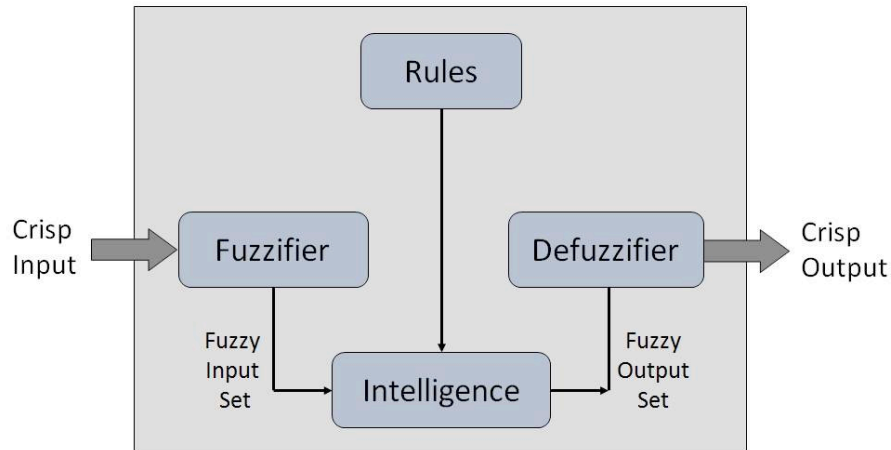 Rules
Crisp
Input
Fuzzifier
Defuzzifier
Crisp
Output
Fuzzy
Input
Set
Intelligence
Fuzzy
Output
Set